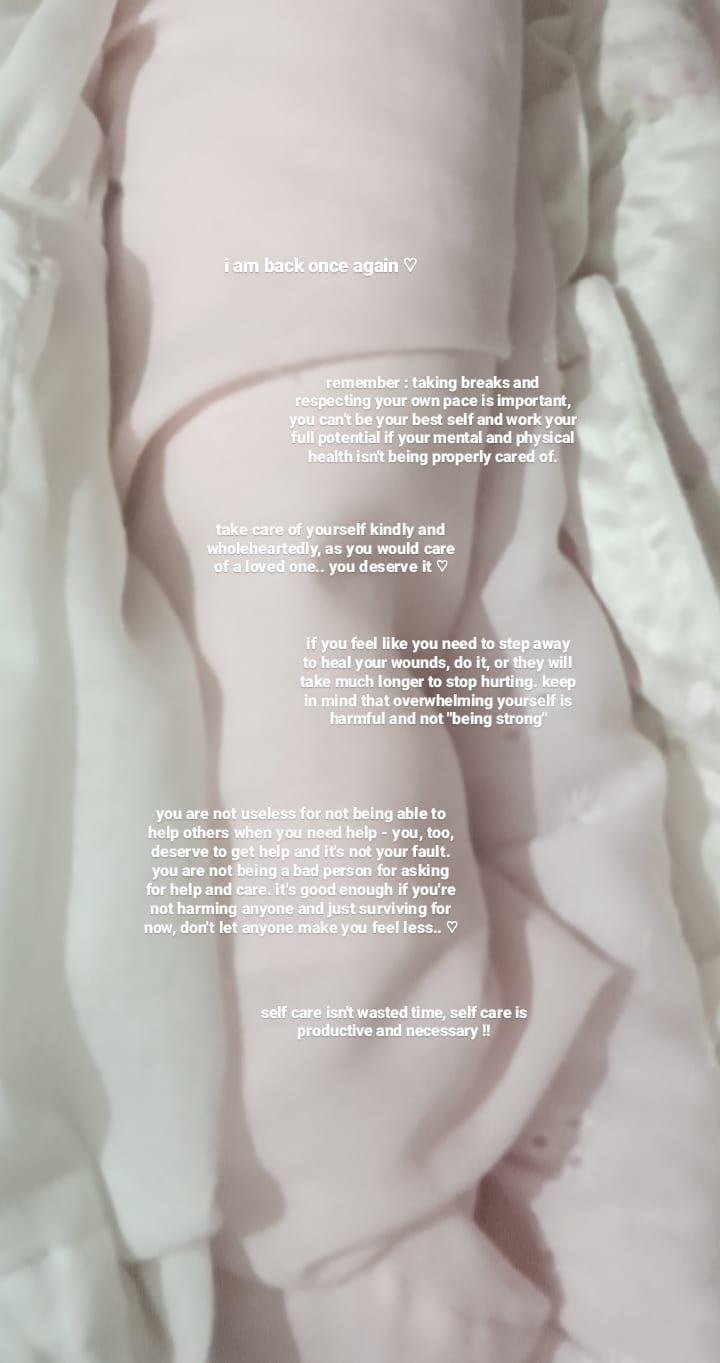 i am back once again ♡
remember : taking breaks and
respecting your own pace is important,
you can't be your best self and work your
full potential if your mental and physical
health isn't being properly cared of.
take care of yourself kindly and
wholeheartedly, as you would care
of a loved one.. you deserve it ♡
if you feel like you need to step away
to heal your wounds, do it, or they will
take much longer to stop hurting. keep
in mind that overwhelming yourself is
harmful and not "being strong"
you are not useless for not being able to
help others when you need help - you, too,
deserve to get help and it's not your fault.
you are not being a bad person for asking
for help and care. it's good enough if you're
not harming anyone and just surviving for
now, don't let anyone make you feel less.. ♡
self care isn't wasted time, self care is
productive and necessary !!